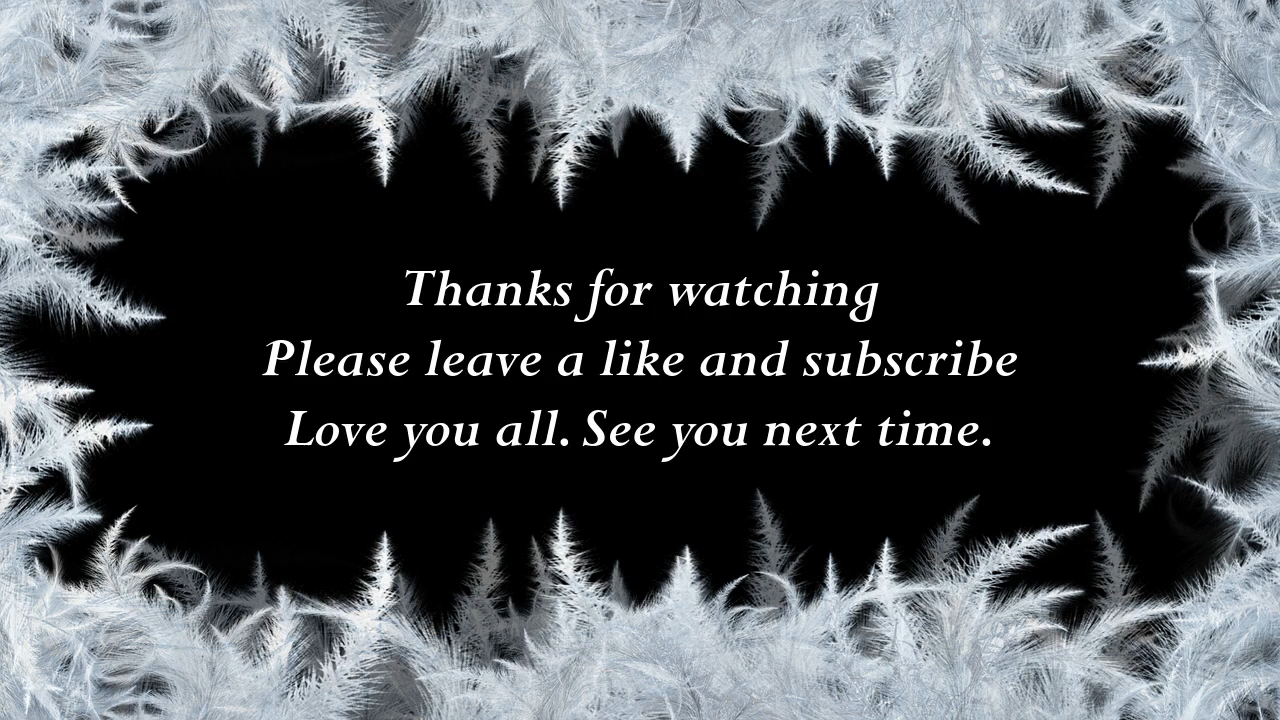 Thanks for watching
Please leave a like and subscribe
Love you all. See you next time.